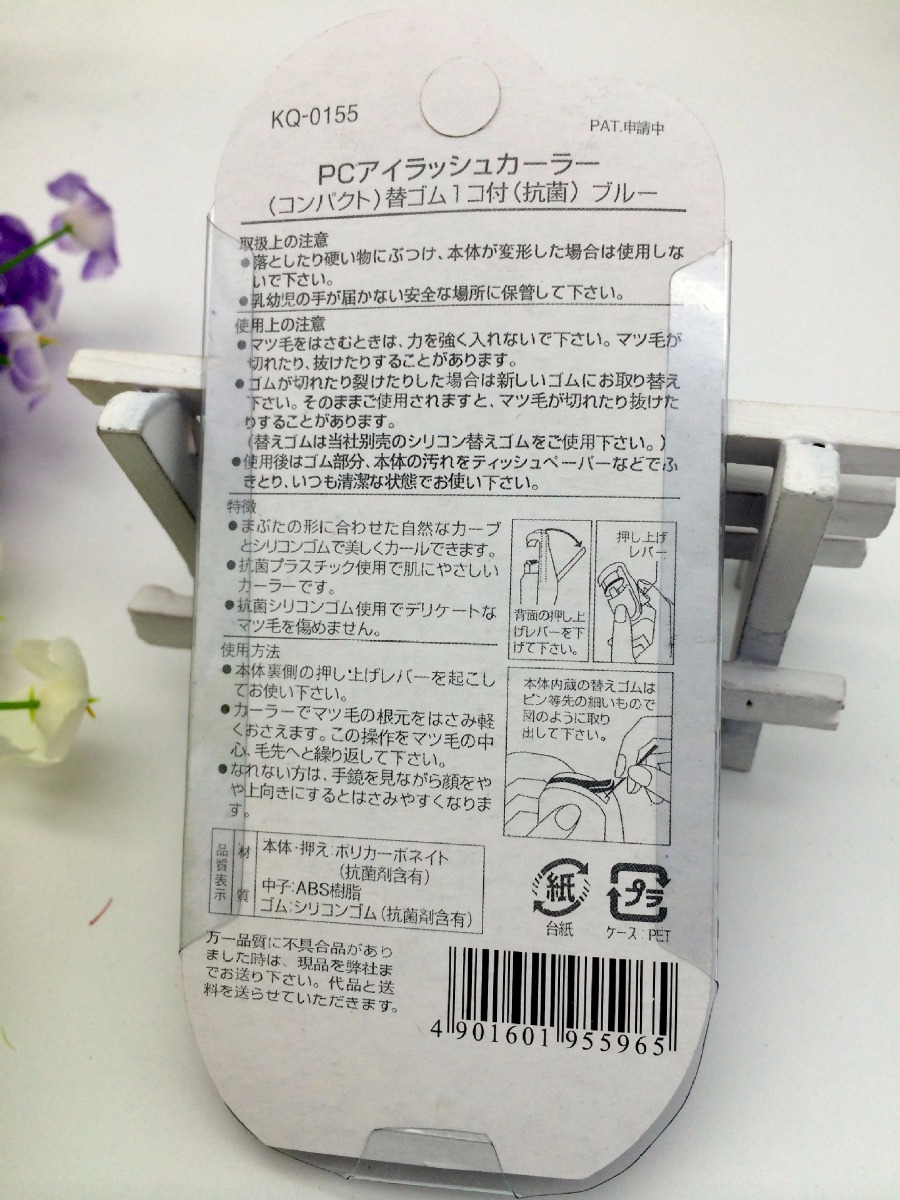 KQ-0155
PAT.申請中
PCアイラッシュカーラー
(コンパクト)替ゴム1コ付(抗菌) ブルー
取扱上の注意
●落としたり硬い物にぶつけ、本体が変形した場合は使用しな
いで下さい。
●乳幼児の手が届かない安全な場所に保管して下さい。
使用上の注意
●マツ毛をはさむときは、力を強く入れないで下さい。マツ毛が
切れたり、抜けたりすることがあります。
●ゴムが切れたり裂けたりした場合は新しいゴムにお取り替え
下さい。そのままご使用されますと、マツ毛が切れたり抜けた
りすることがあります。
(替えゴムは当社別売のシリコン替えゴムをご使用下さい。)
●使用後はゴム部分、本体の汚れをティッシュペーパーなどでふ
きとり、いつも清潔な状態でお使い下さい。
特徴
●まぶたの形に合わせた自然なカーブ
とシリコンゴムで美しくカールできます。
●抗菌プラスチック使用で肌にやさしい
カーラーです。
●抗菌シリコンゴム使用でデリケートな
マツ毛を傷めません。
使用方法
●本体裏側の押し上げレバーを起こし
てお使い下さい。
●カーラーでマツ毛の根元をはさみ軽
くおさえます。この操作をマツ毛の中
心、毛先へと繰り返して下さい。
●なれない方は、手鏡を見ながら顔をや
や上向きにするとはさみやすくなりま
す。
背面の押し上
げレバーを下
げて下さい。
押し上げ
レバー
本体内蔵の替えゴムは
ピン等先の細いもので
図のように取り
出して下さい。
品質表示
材質
本体・押え:ポリカーボネイト
(抗菌剤含有)
中子:ABS樹脂
ゴム:シリコンゴム(抗菌剤含有)
紙
台紙
プラ
ケース:PET
万一品質に不具合品があり
ました時は、現品を弊社ま
でお送り下さい。代品と送
料を送らせていただきます。
4 901601 955965